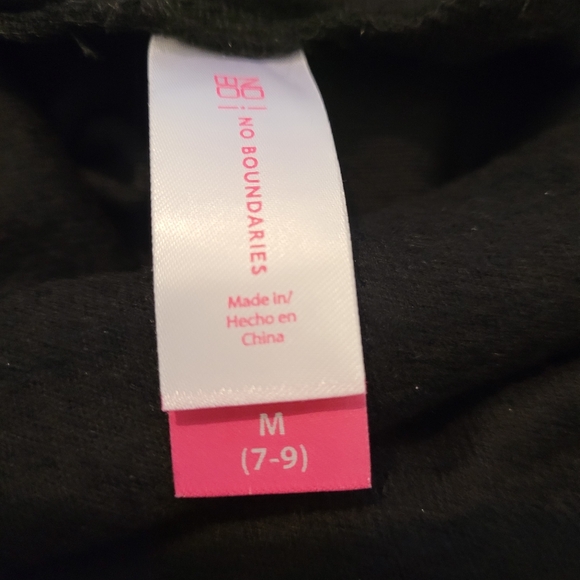 NO
BO
NO BOUNDARIES
Made in/
Hecho en
China
M
(7-9)